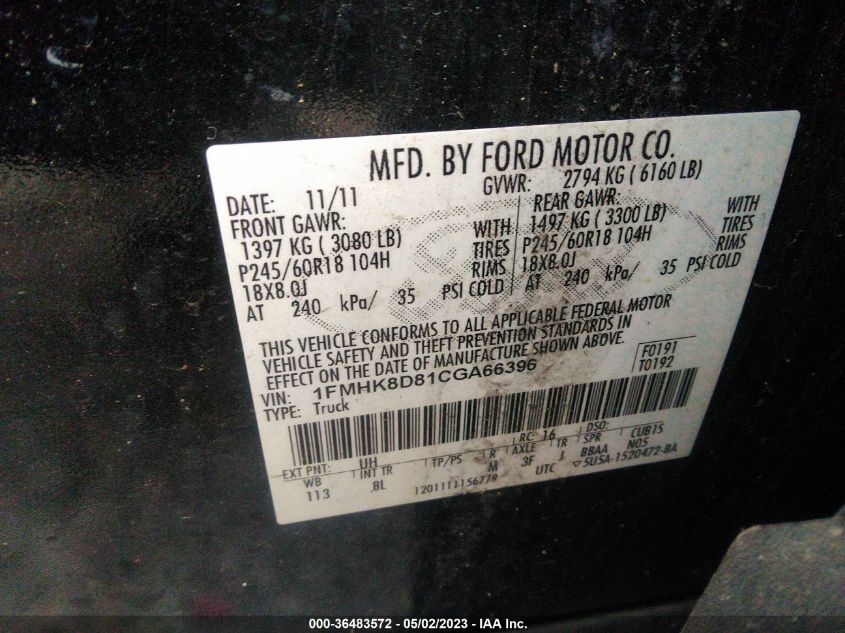 MFD. BY FORD MOTOR CO.
DATE: 11/11 GVWR: 2794 KG ( 6160 LB)
FRONT GAWR: REAR GAWR:
1397 KG ( 3080 LB) WITH 1497 KG ( 3300 LB) WITH
P245/60R18 104H TIRES P245/60R18 104H TIRES
18X8.0J RIMS 18X8.0J RIMS
AT 240 kPa/ 35 PSI COLD AT 240 kPa/ 35 PSI COLD
THIS VEHICLE CONFORMS TO ALL APPLICABLE FEDERAL MOTOR
VEHICLE SAFETY AND THEFT PREVENTION STANDARDS IN
EFFECT ON THE DATE OF MANUFACTURE SHOWN ABOVE.
VIN: 1FMHK8D81CGA66396 F0191
TYPE: Truck T0192
EXT PNT: UH RC: 16 DSO:
WB INT TR TP/PS R AXLE TR SPR CUB15
113 8L M 3F J BBAA N05
1201111156779 UTC 5U5A-1520472-BA
000-36483572 - 05/02/2023 - IAA Inc.